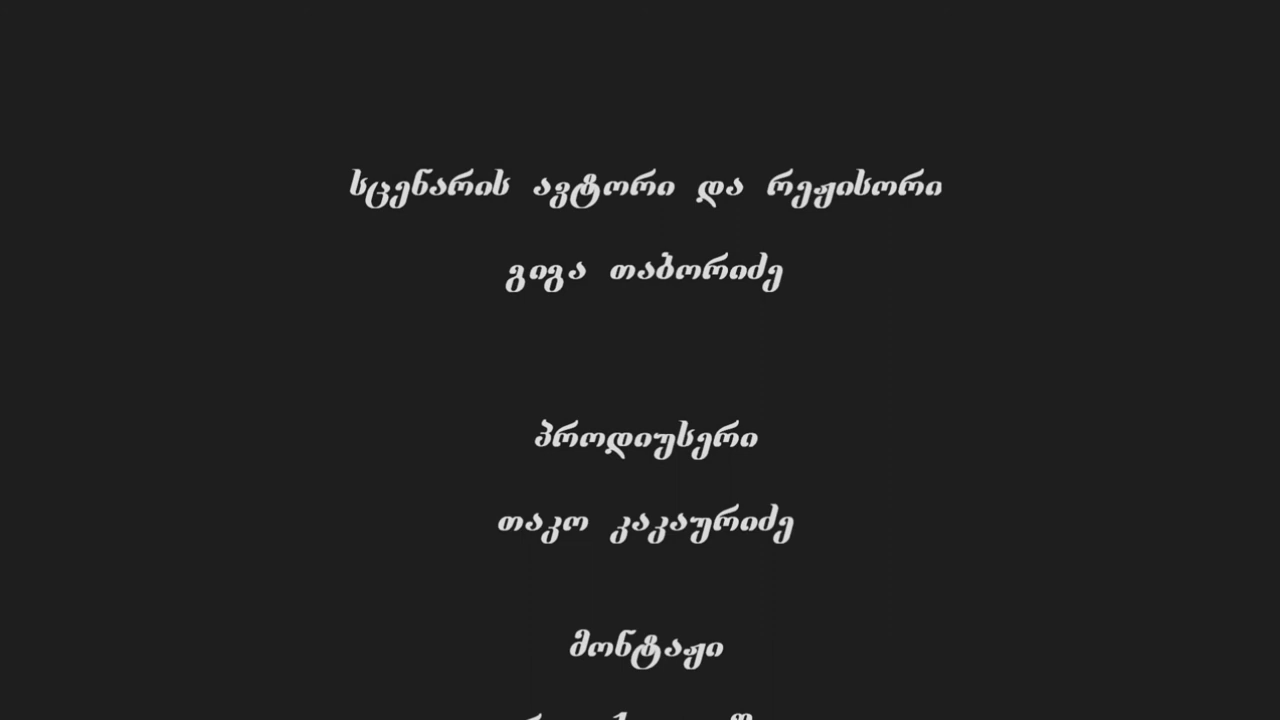 სცენარის ავტორი და რეჟისორი
გიგა თაბორიძე
პროდიუსერი
თაკო კაკაურიძე
მონტაჟი